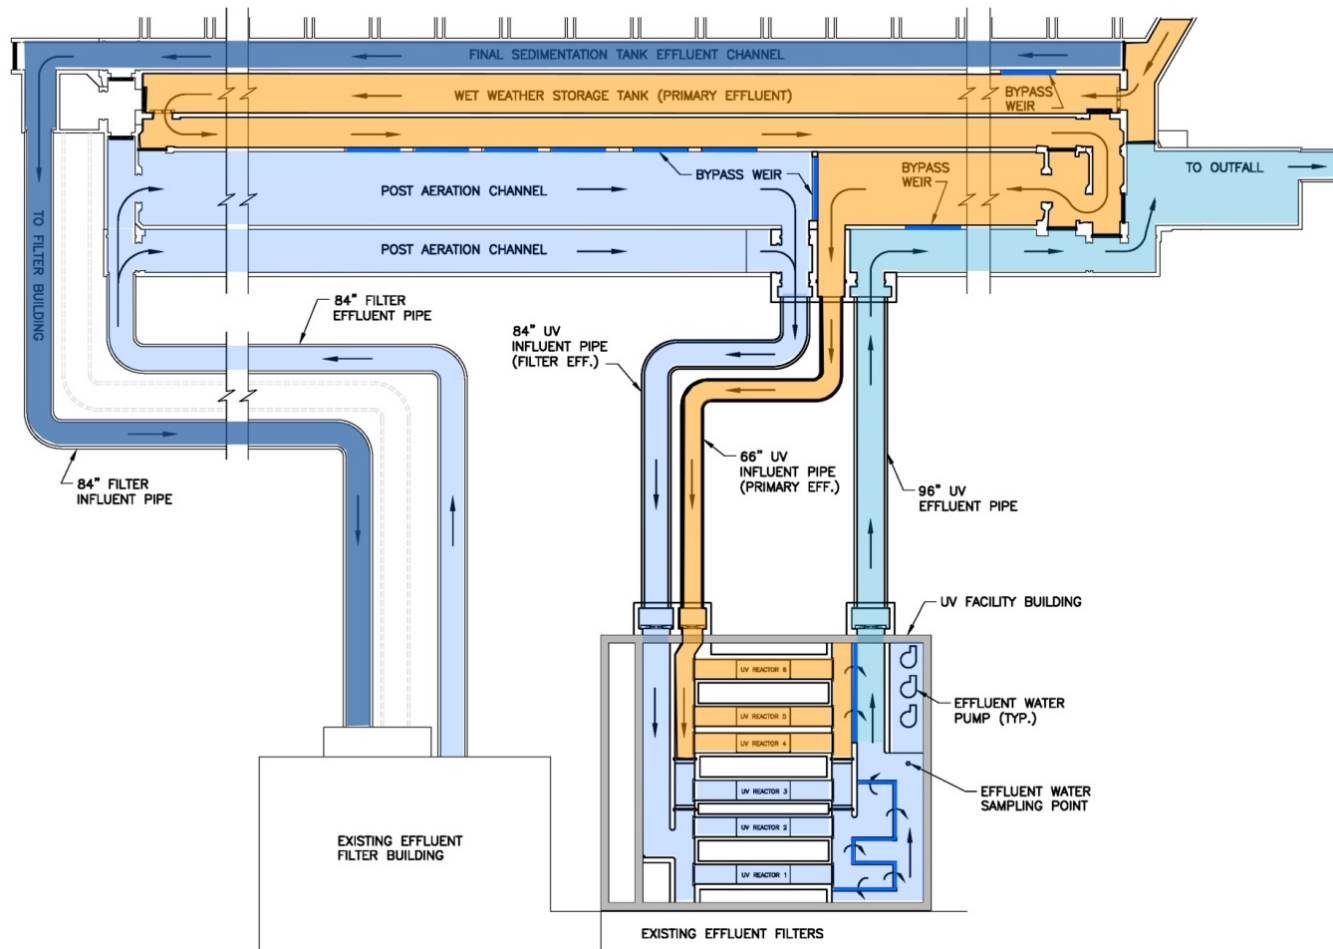 FINAL SEDIMENTATION TANK EFFLUENT CHANNEL
WET WEATHER STORAGE TANK (PRIMARY EFFLUENT)
BYPASS
WEIR
POST AERATION CHANNEL
BYPASS WEIR
BYPASS
WEIR
TO OUTFALL
POST AERATION CHANNEL
TO FILTER BUILDING
84" FILTER
EFFLUENT PIPE
84" UV
INFLUENT PIPE
(FILTER EFF.)
84" FILTER
INFLUENT PIPE
66" UV
INFLUENT PIPE
(PRIMARY EFF.)
96" UV
EFFLUENT PIPE
UV FACILITY BUILDING
UV REACTOR 6
UV REACTOR 5
UV REACTOR 4
UV REACTOR 3
UV REACTOR 2
UV REACTOR 1
EFFLUENT WATER
PUMP (TYP.)
EFFLUENT WATER
SAMPLING POINT
EXISTING EFFLUENT
FILTER BUILDING
EXISTING EFFLUENT FILTERS